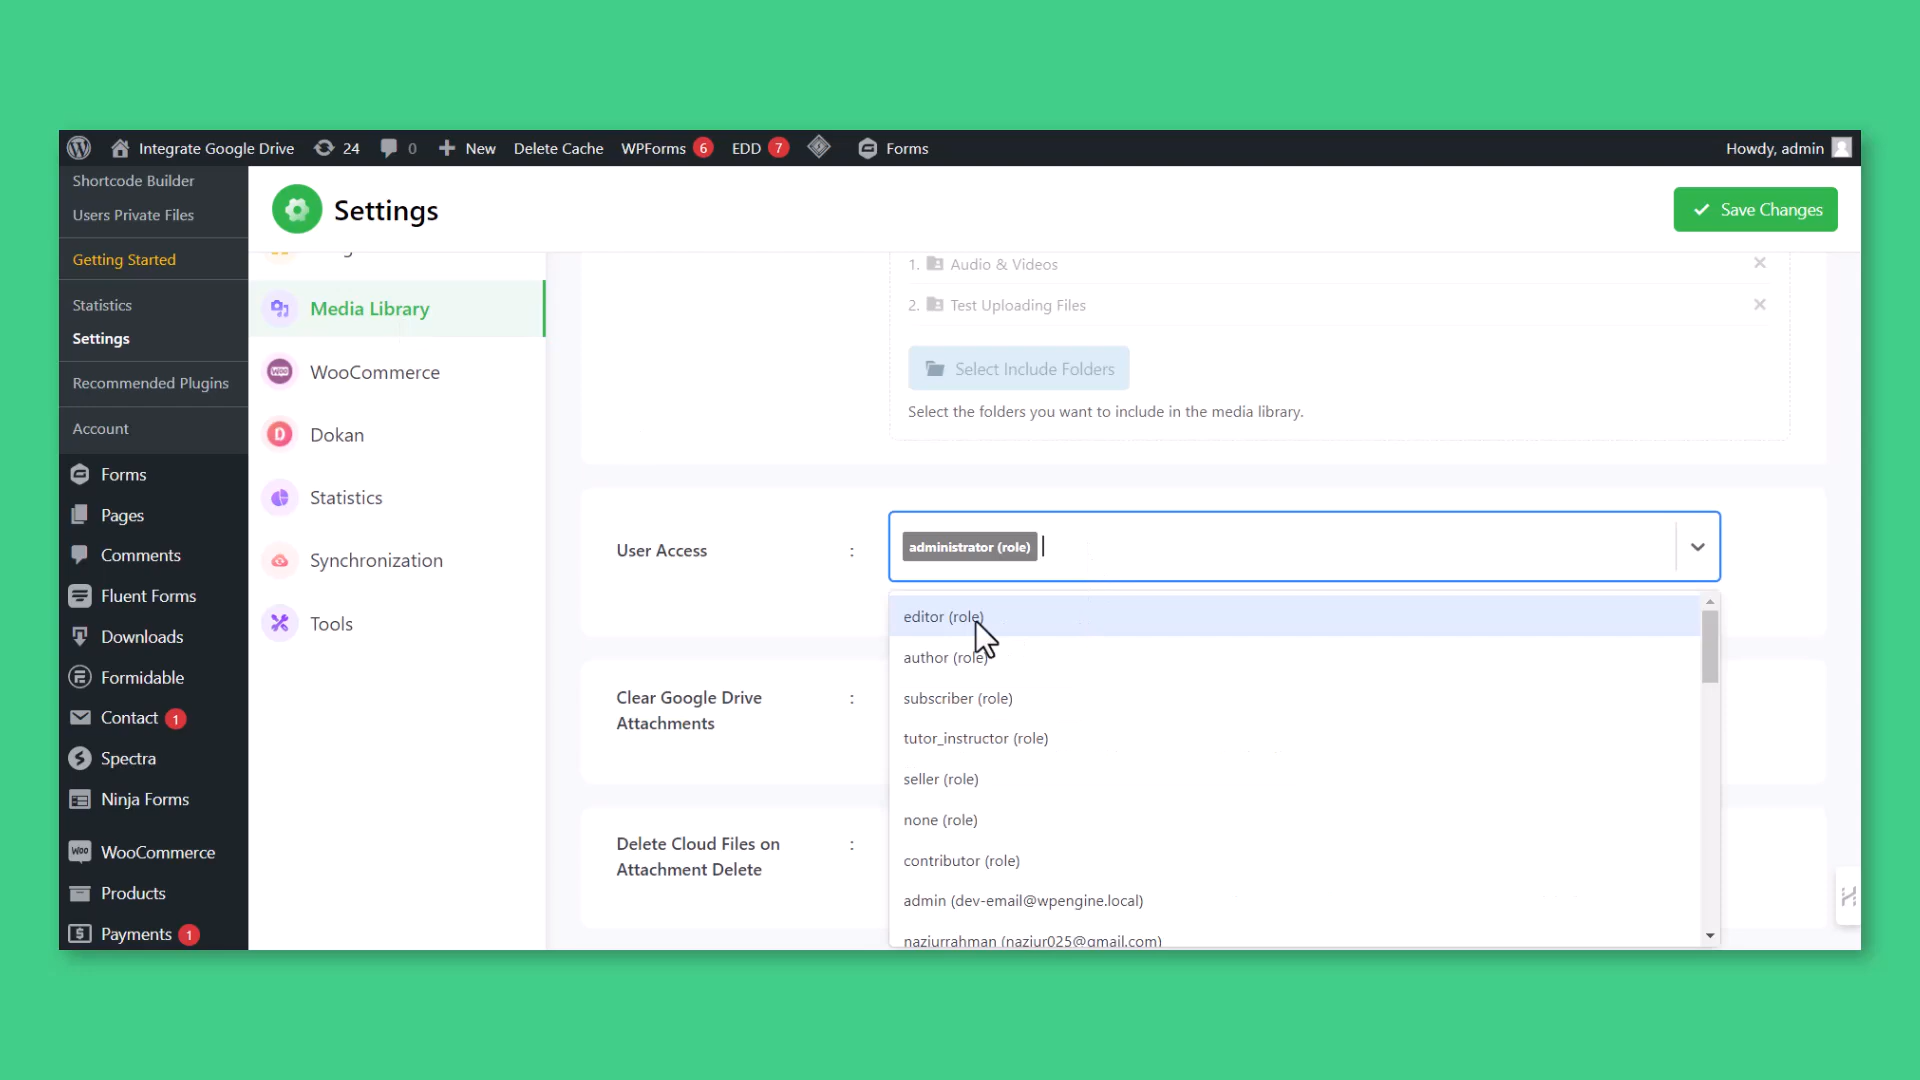 Integrate Google Drive 24 0 New Delete Cache WPForms 6 EDD 7 Forms Howdy, admin
Shortcode Builder
Users Private Files
Getting Started
Statistics
Settings
Recommended Plugins
Account
Forms
Pages
Comments
Fluent Forms
Downloads
Formidable
Contact 1
Spectra
Ninja Forms
WooCommerce
Products
Payments 1
Settings
Save Changes
Media Library
WooCommerce
Dokan
Statistics
Synchronization
Tools
1. Audio & Videos
2. Test Uploading Files
Select Include Folders
Select the folders you want to include in the media library.
User Access :
administrator (role)
editor (role)
author (role)
subscriber (role)
tutor_instructor (role)
seller (role)
none (role)
contributor (role)
admin (dev-email@wpengine.local)
naziurrahman (naziur025@gmail.com)
Clear Google Drive :
Attachments
Delete Cloud Files on :
Attachment Delete